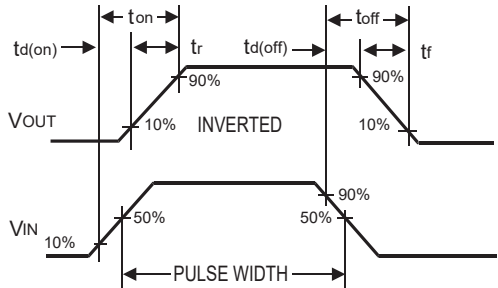 ton toff
td(on) tr td(off) tf
90% 90%
VOUT 10% INVERTED 10%
90%
VIN 10% 50% 50%
PULSE WIDTH